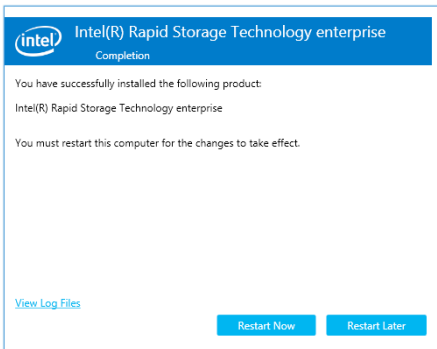 intel
Intel(R) Rapid Storage Technology enterprise
Completion
You have successfully installed the following product:
Intel(R) Rapid Storage Technology enterprise
You must restart this computer for the changes to take effect.
View Log Files
Restart Now
Restart Later